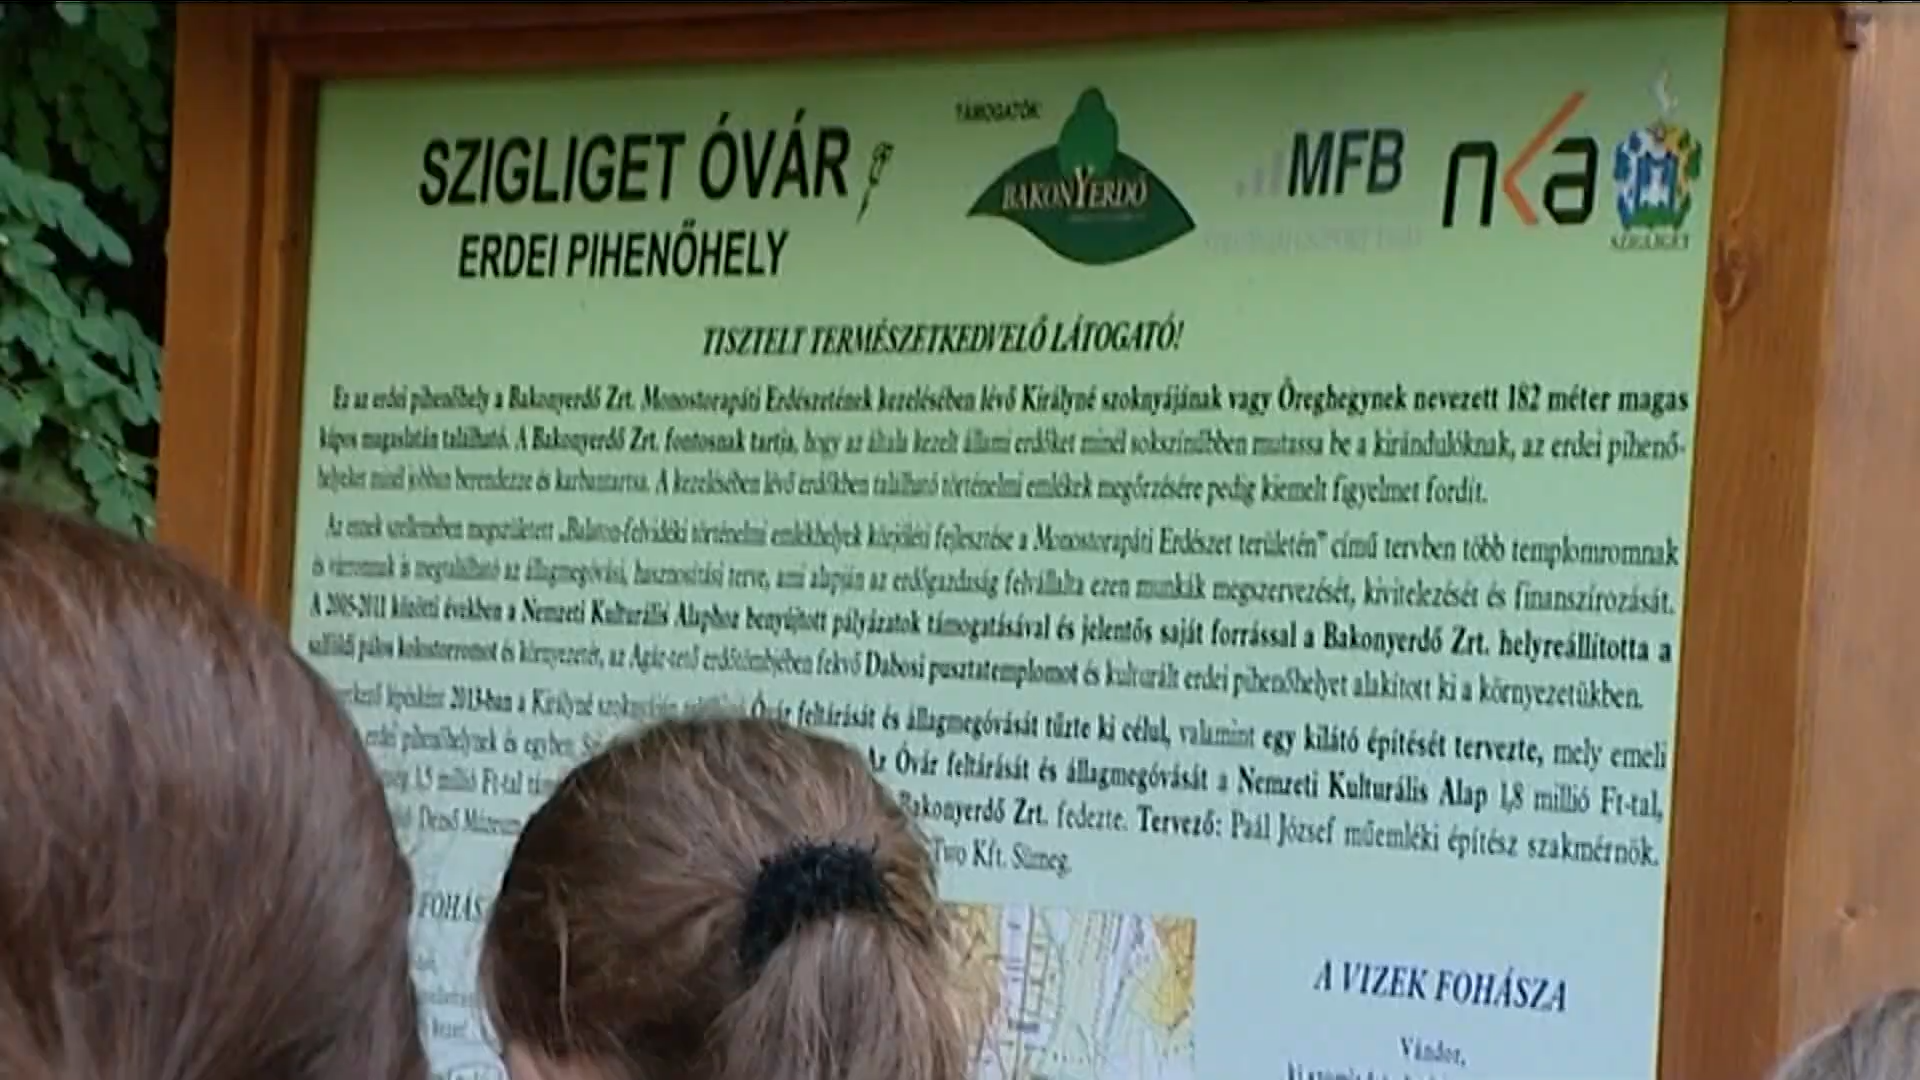 SZIGLIGET ÓVÁR
ERDEI PIHENŐHELY
TÁMOGATÓK:
BAKONYERDŐ
MFB
nka
SZIGLIGET
TISZTELT TERMÉSZETKEDVELŐ LÁTOGATÓ!
Ez az erdei pihenőhely a Bakonyerdő Zrt. Monostorapáti Erdészetének kezelésében lévő Királyné szoknyájának vagy Öreghegynek nevezett 182 méter magas
kúpos magaslatán található. A Bakonyerdő Zrt. fontosnak tartja, hogy az általa kezelt állami erdőket minél sokszínűbben mutassa be a kirándulóknak, az erdei pihenő-
helyeket minél jobban berendezze és karbantartsa. A kezelésében lévő erdőkben található történelmi emlékek megőrzésére pedig kiemelt figyelmet fordít.
Az ennek szellemében megszületett „Balaton-felvidéki történelmi emlékhelyek közjóléti fejlesztése a Monostorapáti Erdészet területén” című tervben több templomromnak
és várromnak is megtalálható az állagmegóvási, hasznosítási terve, ami alapján az erdőgazdaság felvállalta ezen munkák megszervezését, kivitelezését és finanszírozását.
A 2005-2011 közötti években a Nemzeti Kulturális Alaphoz benyújtott pályázatok támogatásával és jelentős saját forrással a Bakonyerdő Zrt. helyreállította a
salföldi pálos kolostorromot és környezetét, az Agár-tető erdőtömbjében fekvő Dabosi pusztatemplomot és kulturált erdei pihenőhelyet alakított ki a környezetükben.
lépésként 2013-ban a Királyné szoknyáján Óvár feltárását és állagmegóvását tűzte ki célul, valamint egy kilátó építését tervezte, mely emeli
erdei pihenőhelynek és egyben Az Óvár feltárását és állagmegóvását a Nemzeti Kulturális Alap 1,8 millió Ft-tal,
1,5 millió Ft-tal Bakonyerdő Zrt. fedezte. Tervező: Paál József műemléki építész szakmérnök.
Dezső Múzeum Two Kft. Sümeg.
FOHÁS
A VIZEK FOHÁSZA
Vándor,